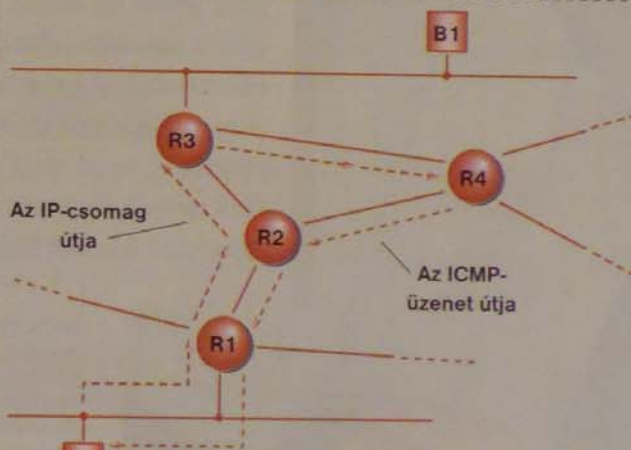 B1
R3
R4
Az IP-csomag
útja
R2
Az ICMP-
üzenet útja
R1